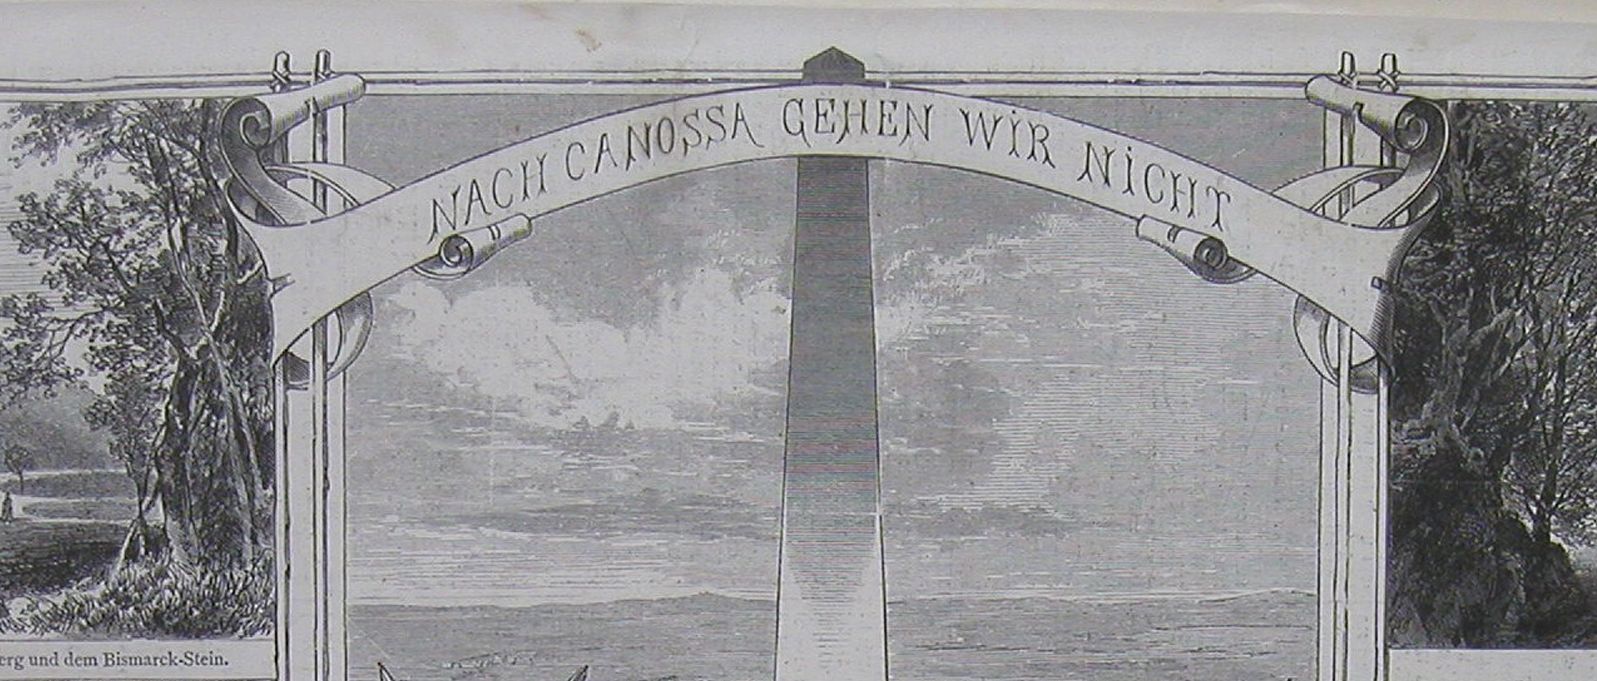 NACH CANOSSA GEHEN WIR NICHT
erg und dem Bismarck-Stein.